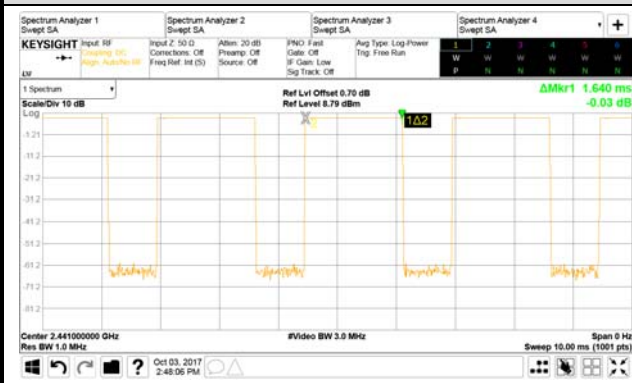 Spectrum Analyzer 1
Swept SA
Spectrum Analyzer 2
Swept SA
Spectrum Analyzer 3
Swept SA
Spectrum Analyzer 4
Swept SA
KEYSIGHT
Input: RF
Coupling: DC
Align: Auto/No RF
Input Z: 50 Ω
Corrections: Off
Freq Ref: Int (S)
Atten: 20 dB
Preamp: Off
Source: Off
PNO: Fast
Gate: Off
IF Gain: Low
Sig Track: Off
Avg Type: Log-Power
Trig: Free Run
1 2 3 4 5 6
W W W W W W
P N N N N N
LXI
1 Spectrum
Scale/Div 10 dB
Ref Lvl Offset 0.70 dB
Ref Level 8.79 dBm
ΔMkr1 1.640 ms
-0.03 dB
Log
1Δ2
-1.21
-11.2
-21.2
-31.2
-41.2
-51.2
-61.2
-71.2
-81.2
Center 2.441000000 GHz
Res BW 1.0 MHz
#Video BW 3.0 MHz
Span 0 Hz
Sweep 10.00 ms (1001 pts)
Oct 03, 2017
2:48:06 PM